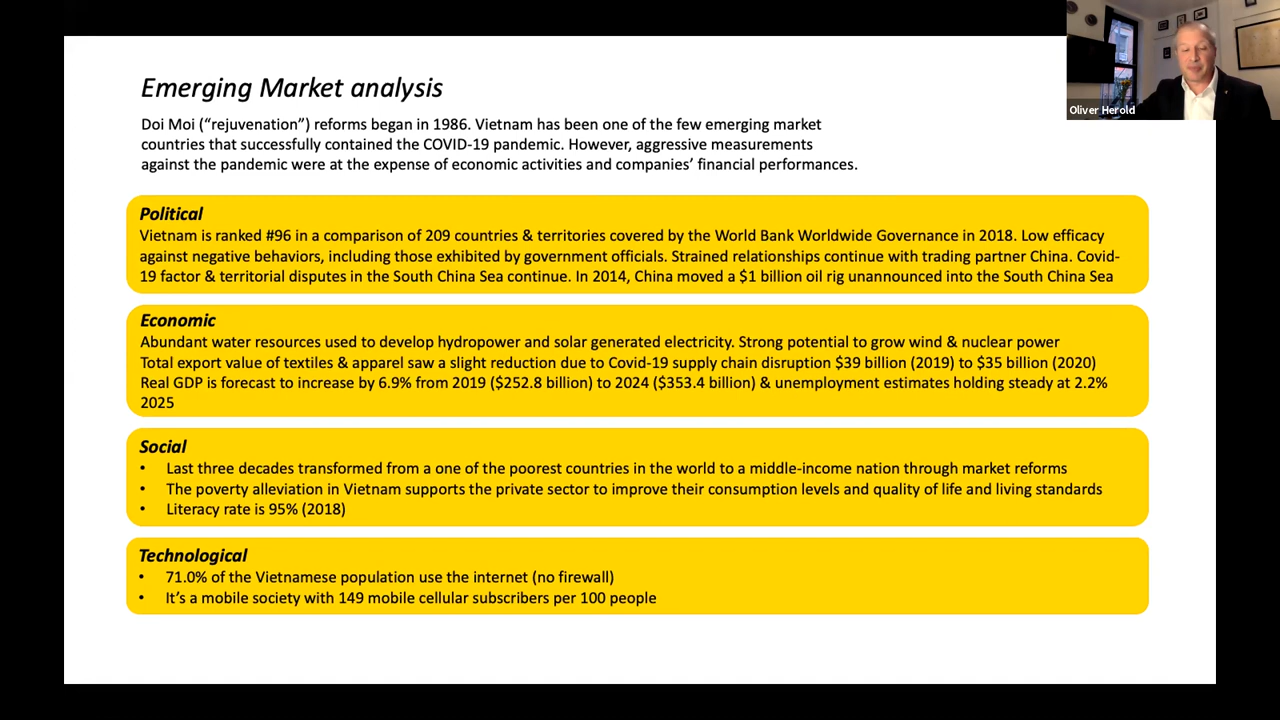 Emerging Market analysis
Oliver Herold
Doi Moi (“rejuvenation”) reforms began in 1986. Vietnam has been one of the few emerging market
countries that successfully contained the COVID-19 pandemic. However, aggressive measurements
against the pandemic were at the expense of economic activities and companies’ financial performances.
Political
Vietnam is ranked #96 in a comparison of 209 countries & territories covered by the World Bank Worldwide Governance in 2018. Low efficacy
against negative behaviors, including those exhibited by government officials. Strained relationships continue with trading partner China. Covid-
19 factor & territorial disputes in the South China Sea continue. In 2014, China moved a $1 billion oil rig unannounced into the South China Sea
Economic
Abundant water resources used to develop hydropower and solar generated electricity. Strong potential to grow wind & nuclear power
Total export value of textiles & apparel saw a slight reduction due to Covid-19 supply chain disruption $39 billion (2019) to $35 billion (2020)
Real GDP is forecast to increase by 6.9% from 2019 ($252.8 billion) to 2024 ($353.4 billion) & unemployment estimates holding steady at 2.2%
2025
Social
• Last three decades transformed from a one of the poorest countries in the world to a middle-income nation through market reforms
• The poverty alleviation in Vietnam supports the private sector to improve their consumption levels and quality of life and living standards
• Literacy rate is 95% (2018)
Technological
• 71.0% of the Vietnamese population use the internet (no firewall)
• It’s a mobile society with 149 mobile cellular subscribers per 100 people